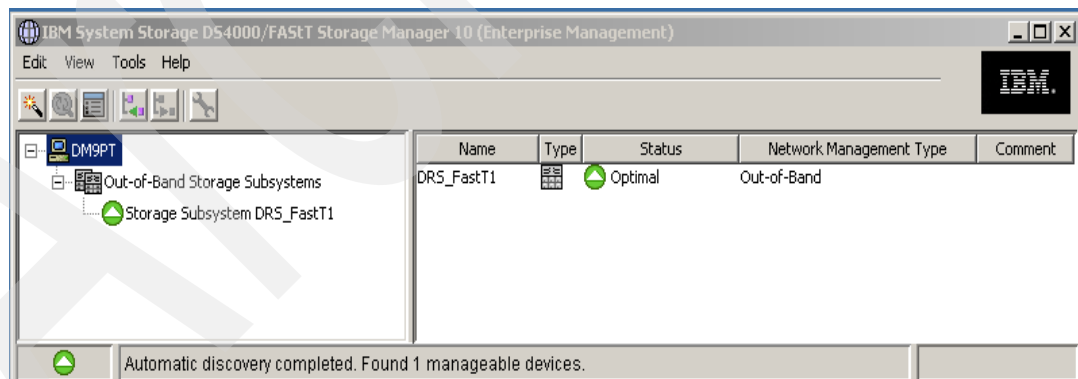 IBM System Storage DS4000/FAStT Storage Manager 10 (Enterprise Management)
Edit View Tools Help
IBM.
DM9PT
Out-of-Band Storage Subsystems
Storage Subsystem DRS_FastT1
Name Type Status Network Management Type Comment
DRS_FastT1 Optimal Out-of-Band
Automatic discovery completed. Found 1 manageable devices.